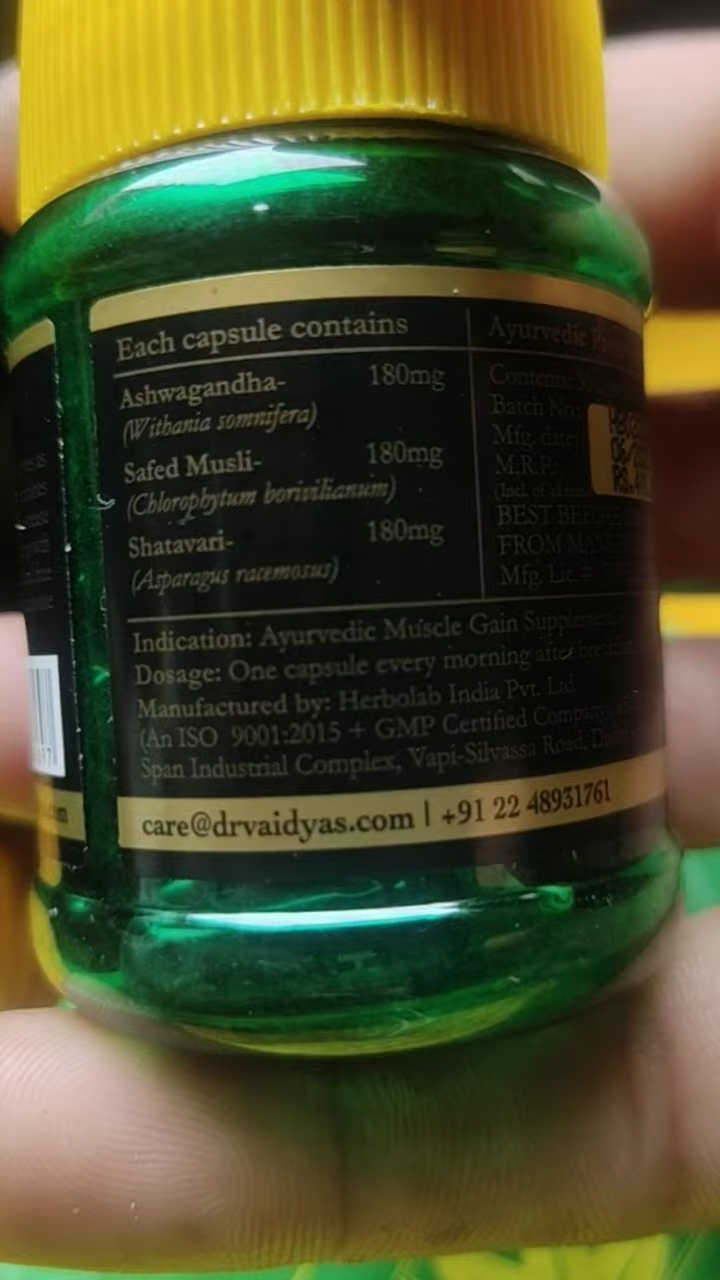 Each capsule contains
Ashwagandha- 180mg
(Withania somnifera)
Safed Musli- 180mg
(Chlorophytum borivilianum)
Shatavari- 180mg
(Asparagus racemosus)
Ayurvedic
Contents:
Batch No.:
Mfg. date:
M.R.P.:
(Incl. of all
BEST
FROM
Mfg. Lic.
Indication: Ayurvedic Muscle Gain
Dosage: One capsule every morning after
Manufactured by: Herbolab India Pvt. Ltd.
(An ISO 9001:2015 + GMP Certified Company
Span Industrial Complex, Vapi-Silvassa Road,
care@drvaidyas.com | +91 22 48931761